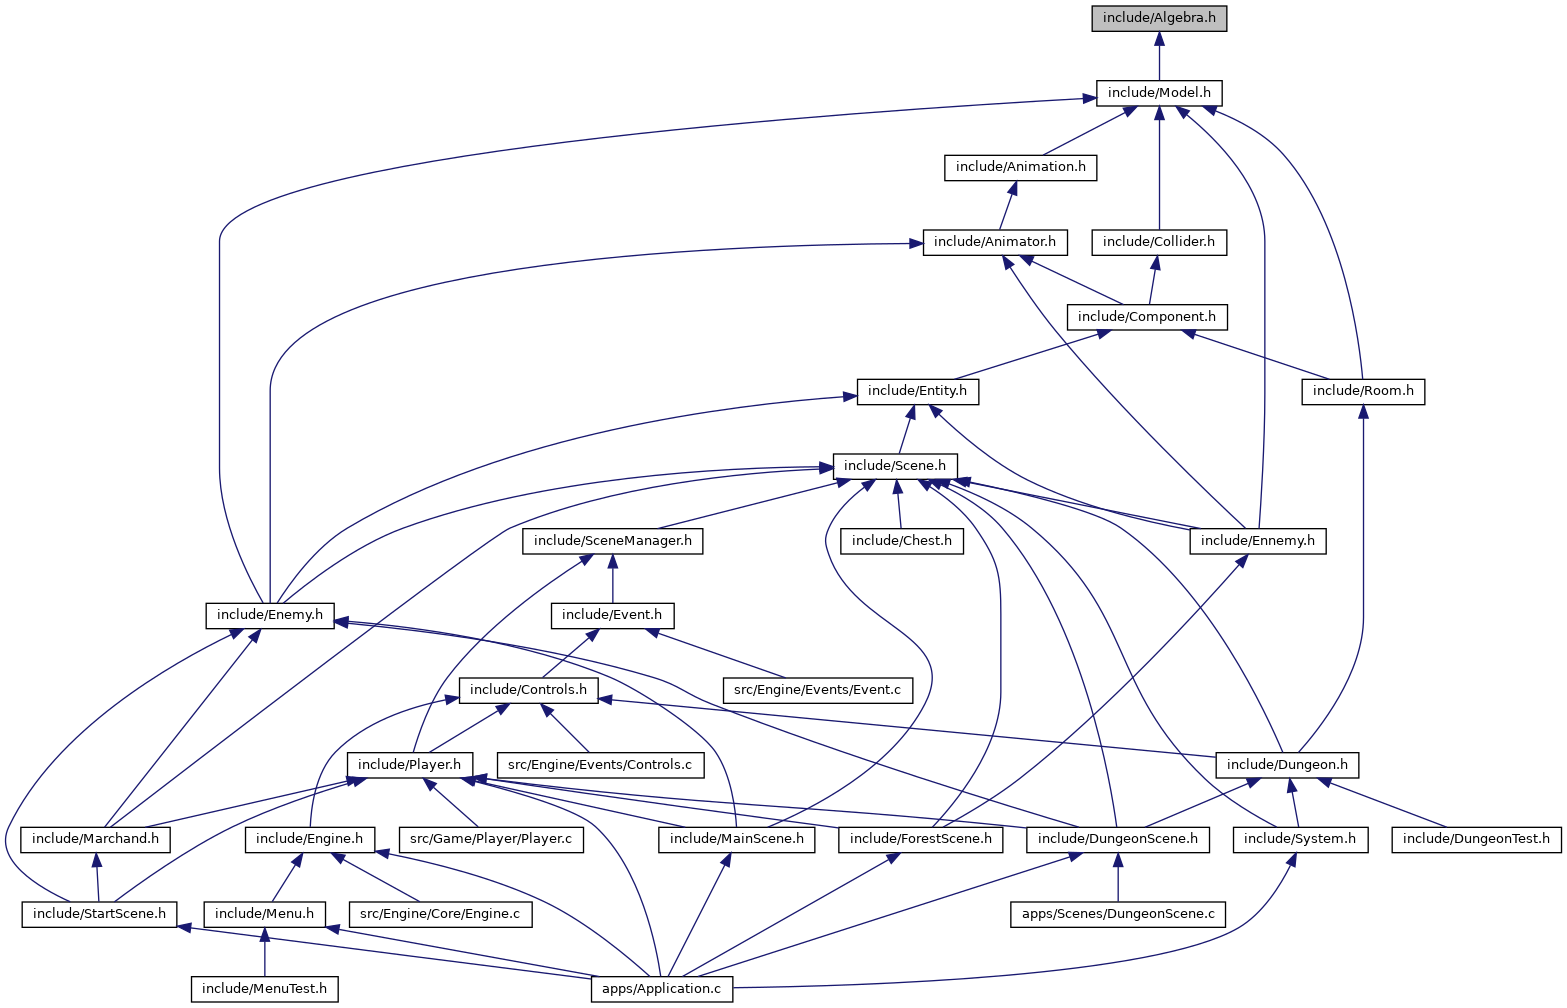 include/Algebra.h
include/Model.h
include/Animation.h
include/Animator.h
include/Collider.h
include/Component.h
include/Entity.h
include/Room.h
include/Scene.h
include/SceneManager.h
include/Chest.h
include/Ennemy.h
include/Enemy.h
include/Event.h
include/Controls.h
src/Engine/Events/Event.c
include/Player.h
src/Engine/Events/Controls.c
include/Dungeon.h
include/Marchand.h
include/Engine.h
src/Game/Player/Player.c
include/MainScene.h
include/ForestScene.h
include/DungeonScene.h
include/System.h
include/DungeonTest.h
include/StartScene.h
include/Menu.h
src/Engine/Core/Engine.c
apps/Scenes/DungeonScene.c
include/MenuTest.h
apps/Application.c